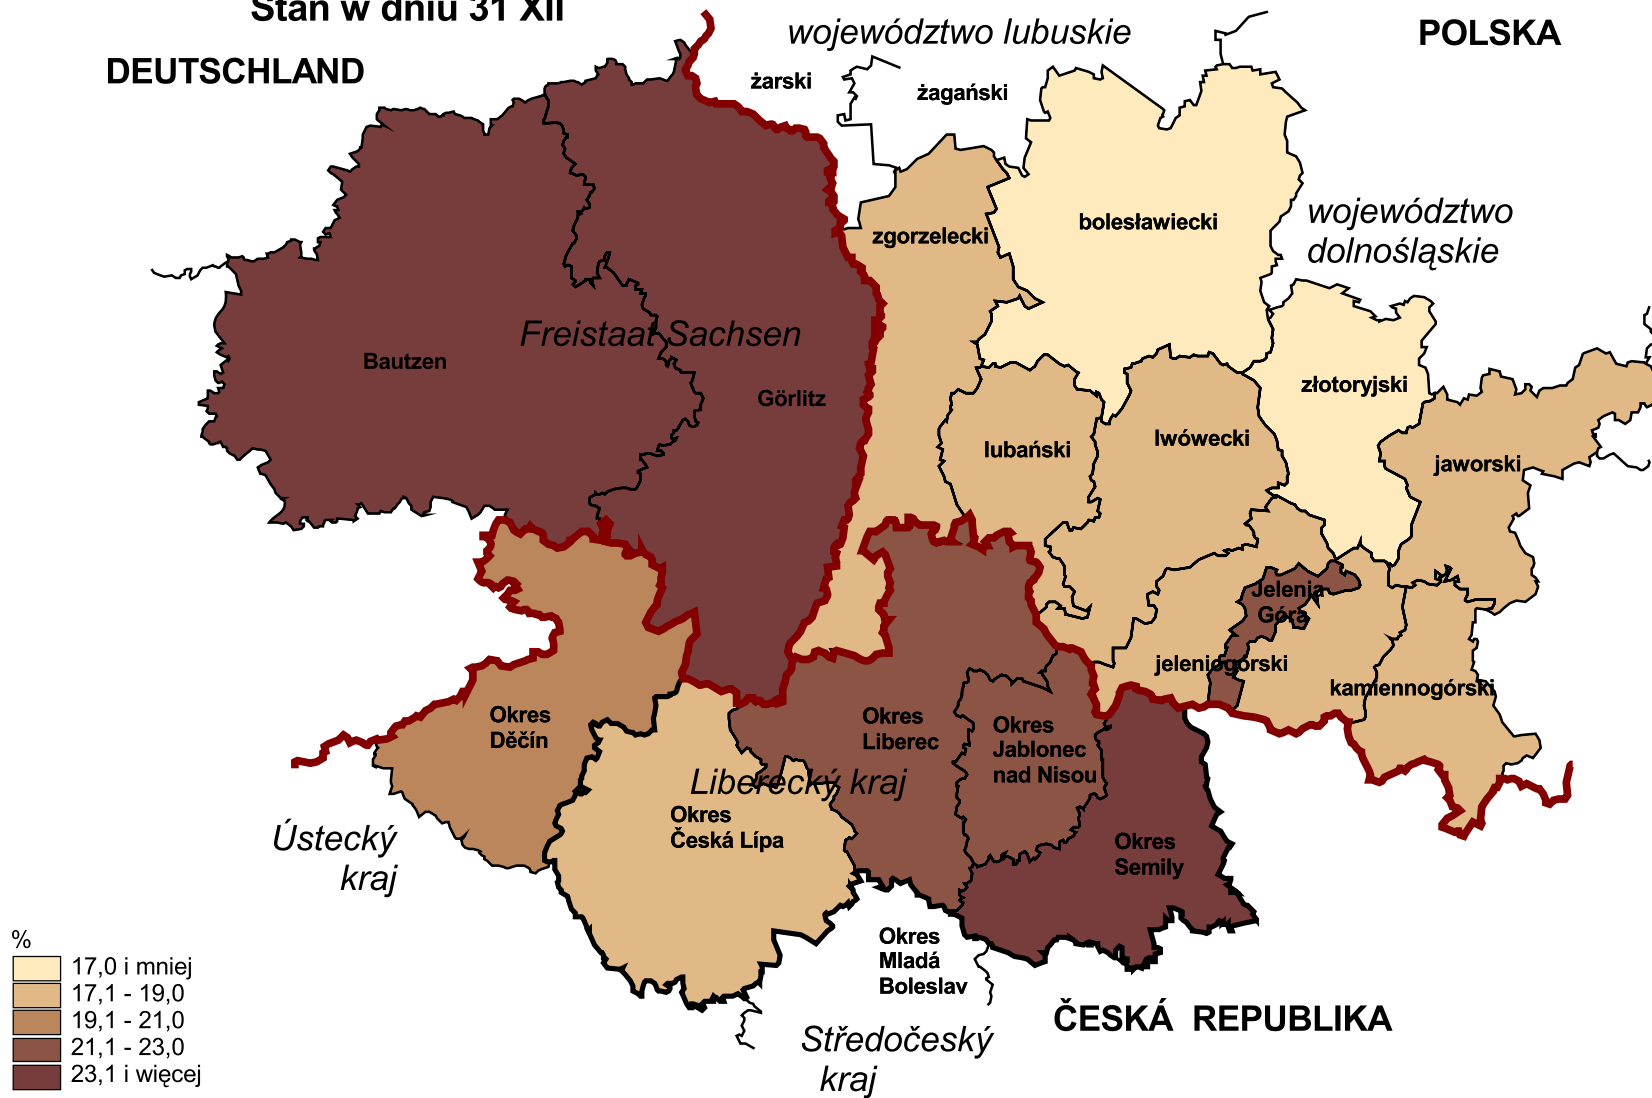 Stan w dniu 31 XII
województwo lubuskie
POLSKA
DEUTSCHLAND
żarski
żagański
województwo
dolnośląskie
bolesławiecki
zgorzelecki
Freistaat Sachsen
Bautzen
Görlitz
złotoryjski
lubański
lwówecki
jaworski
Jelenia
Góra
jeleniogórski
kamiennogórski
Okres
Děčín
Okres
Liberec
Okres
Jablonec
nad Nisou
Liberecký kraj
Okres
Česká Lípa
Ústecký
kraj
Okres
Semily
Okres
Mladá
Boleslav
ČESKÁ REPUBLIKA
Středočeský
kraj
%
17,0 i mniej
17,1 - 19,0
19,1 - 21,0
21,1 - 23,0
23,1 i więcej